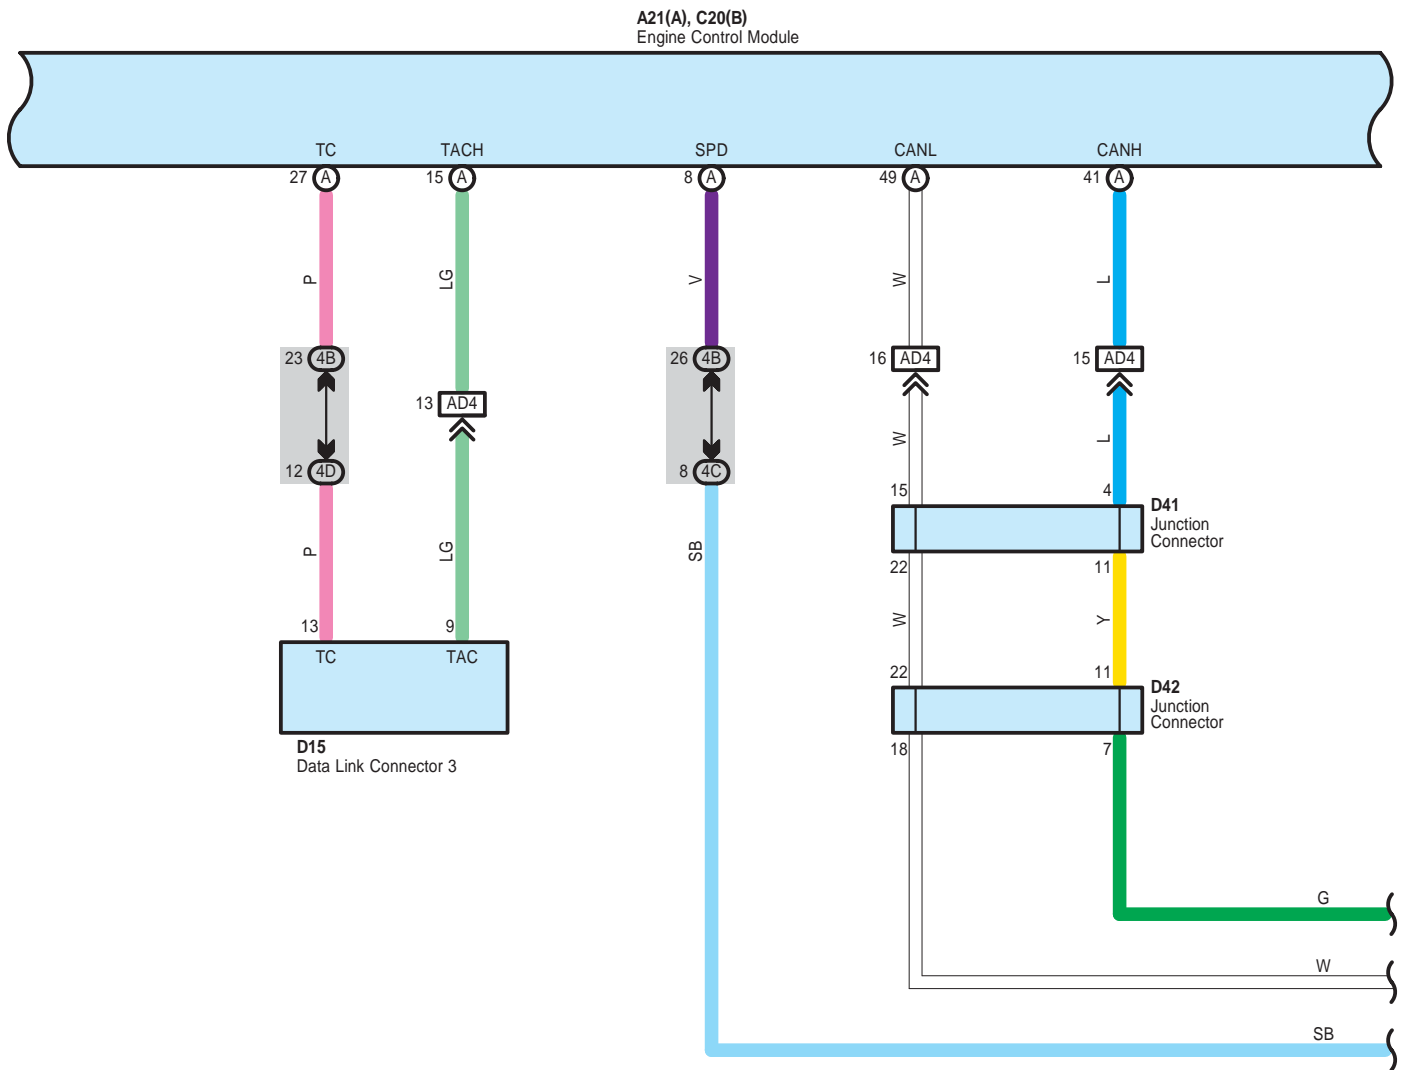 A21(A), C20(B)
Engine Control Module
TC TACH SPD CANL CANH
27 A 15 A 8 A 49 A 41 A
P LG V W L
23 4B 26 4B 16 AD4 15 AD4
13 AD4
W L
12 4D 8 4C
15 4
D41
Junction
Connector
P LG SB
22 11
W Y
13 9
TC TAC
22 11
D42
Junction
Connector
18 7
D15
Data Link Connector 3
G
W
SB